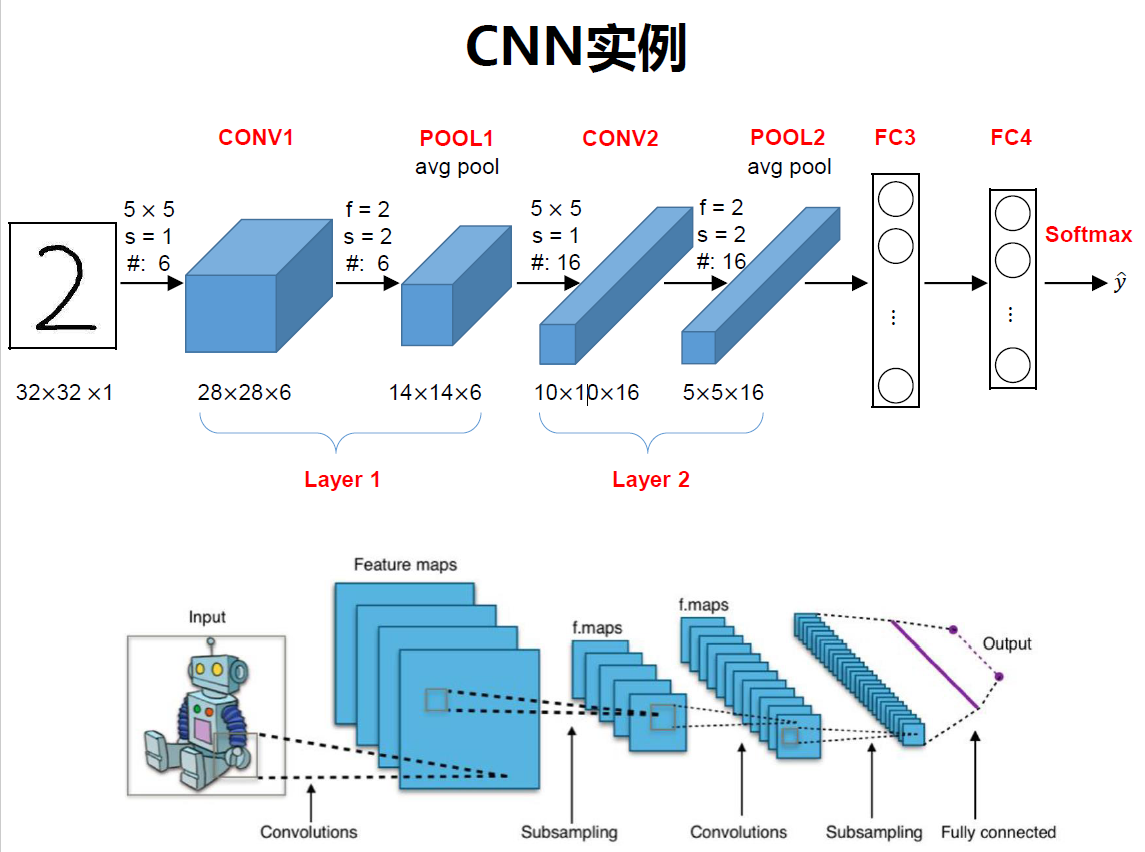 CNN实例
CONV1
POOL1
avg pool
CONV2
POOL2
avg pool
FC3
FC4
5 × 5
s = 1
#: 6
f = 2
s = 2
#: 6
5 × 5
s = 1
#: 16
f = 2
s = 2
#: 16
2
⋮
⋮
Softmax
ŷ
32×32 ×1
28×28×6
14×14×6
10×10×16
5×5×16
Layer 1
Layer 2
Feature maps
Input
f.maps
f.maps
Output
Convolutions
Subsampling
Convolutions
Subsampling
Fully connected